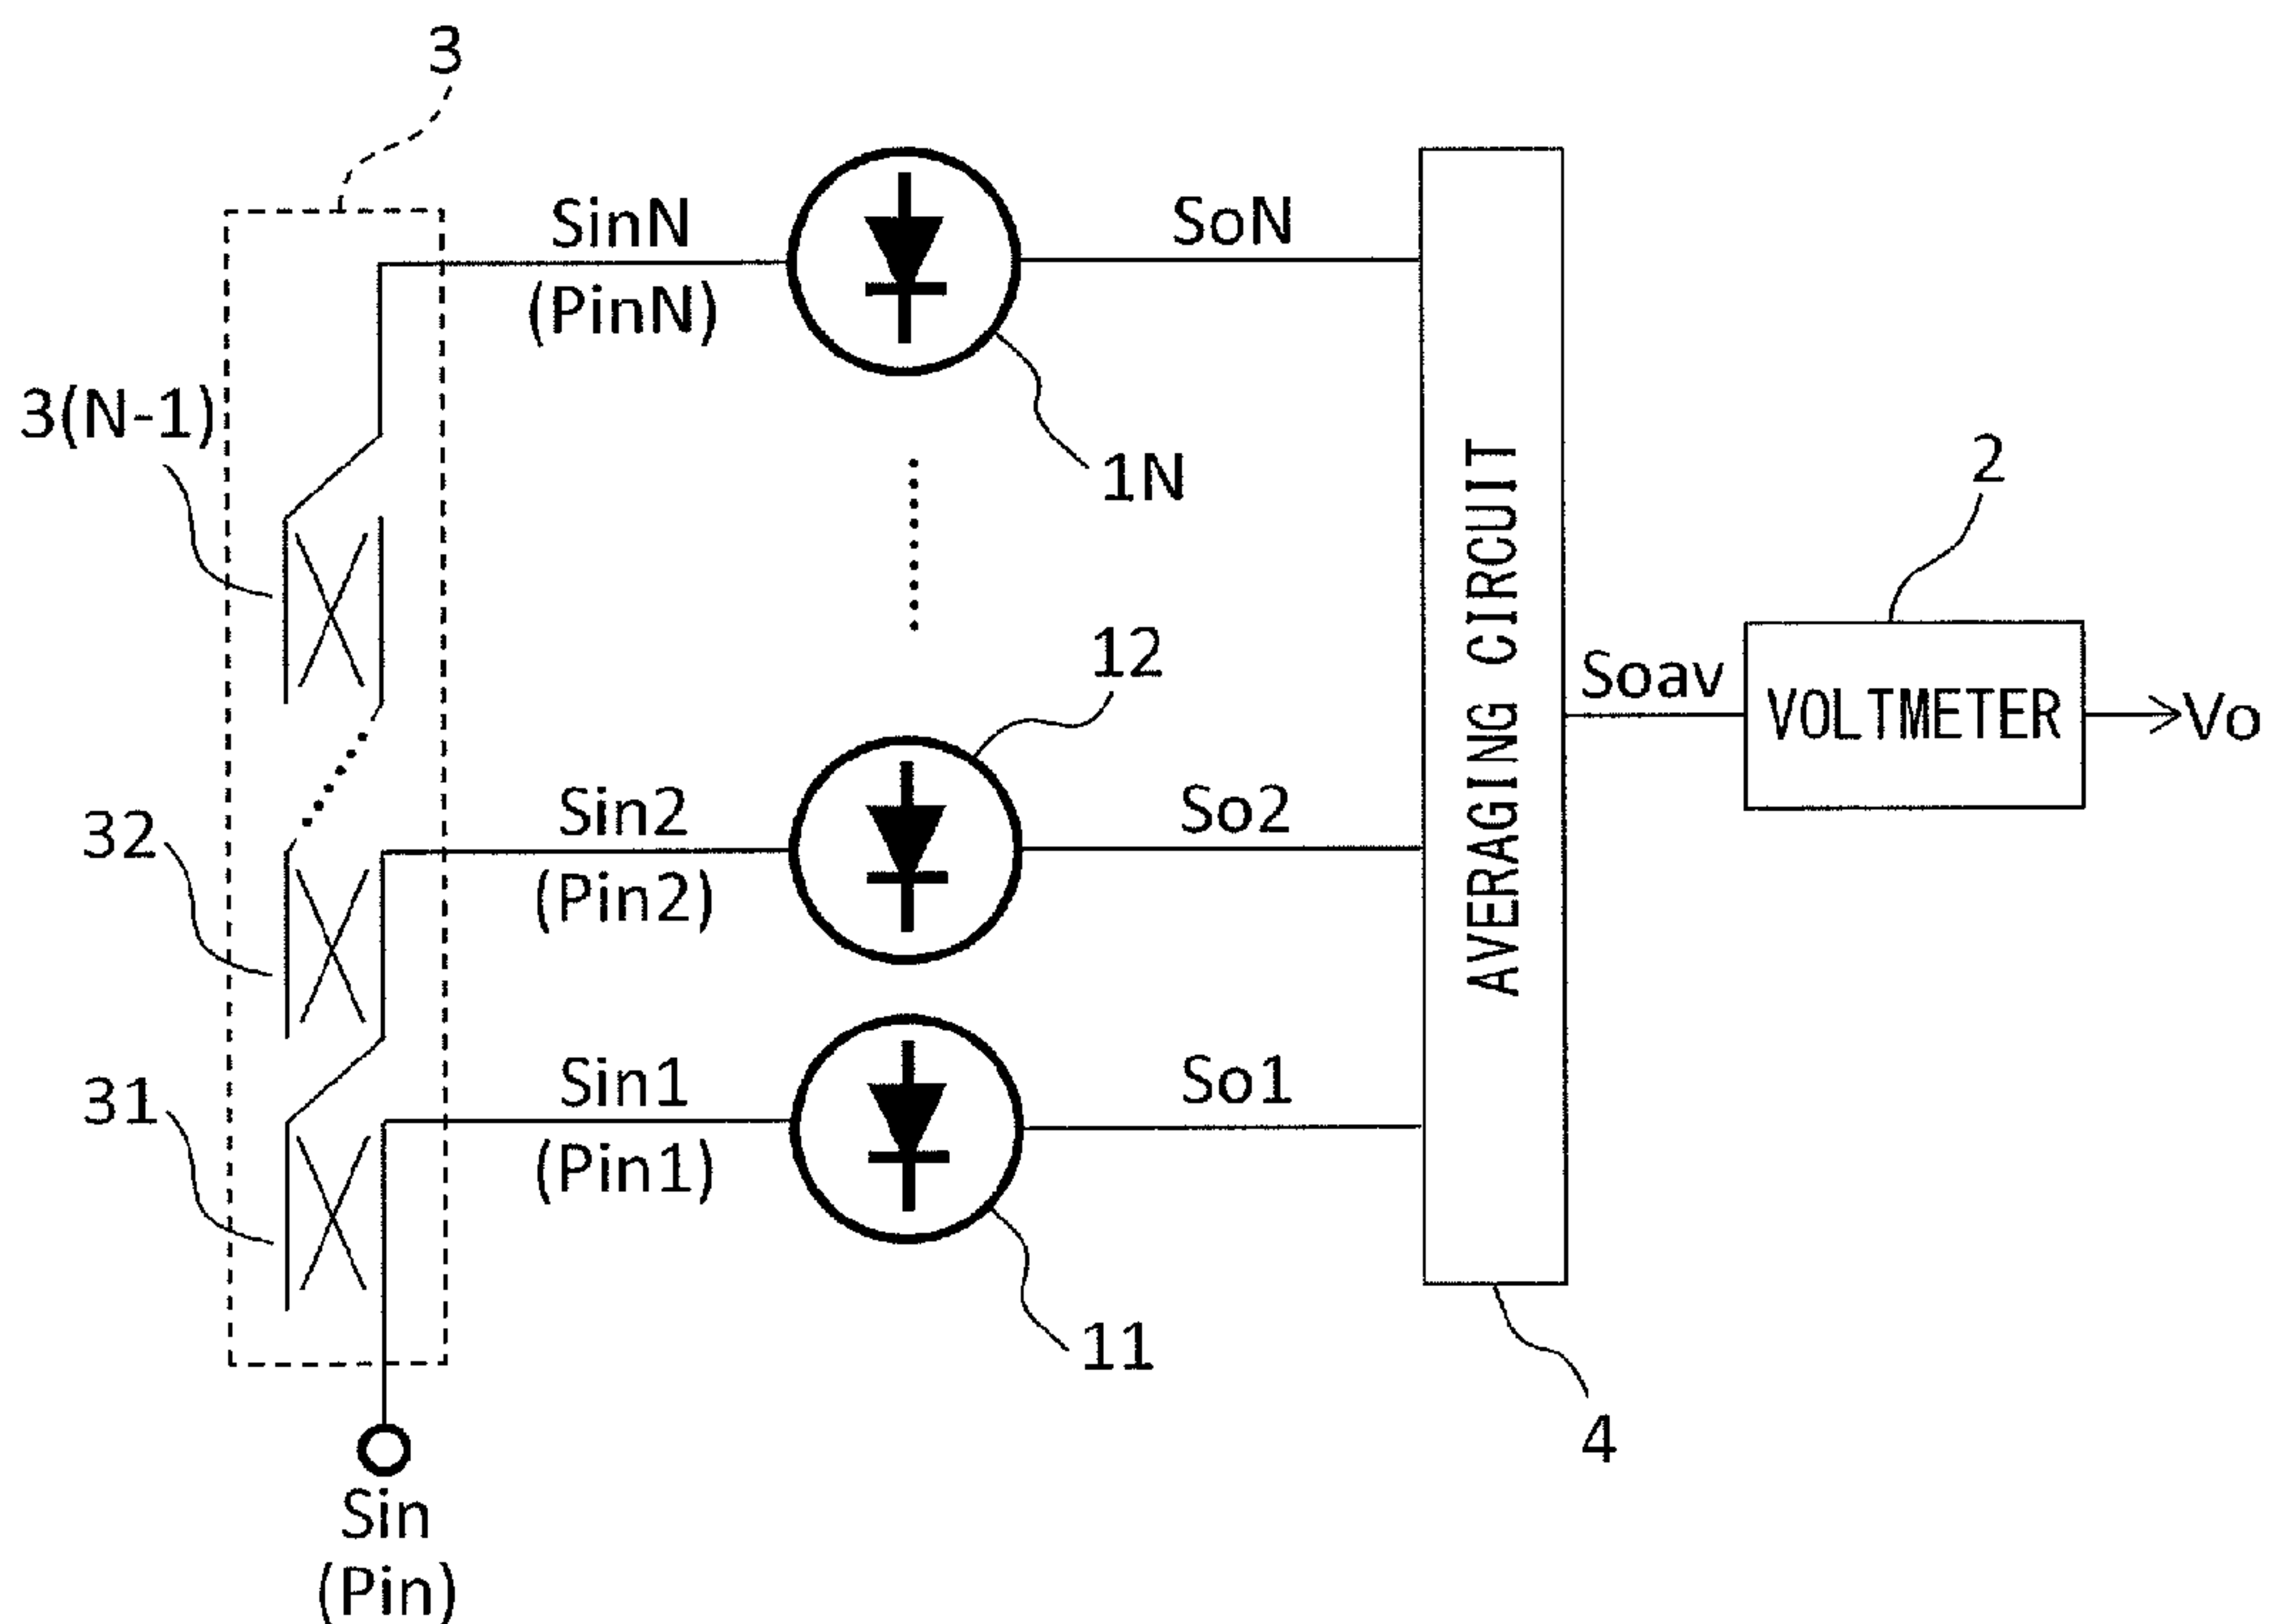 3
SinN
(PinN)
SoN
3(N-1)
1N
2
AVERAGING CIRCUIT
12
Soav
VOLTMETER
Vo
32
Sin2
(Pin2)
So2
31
Sin1
(Pin1)
So1
11
4
Sin
(Pin)